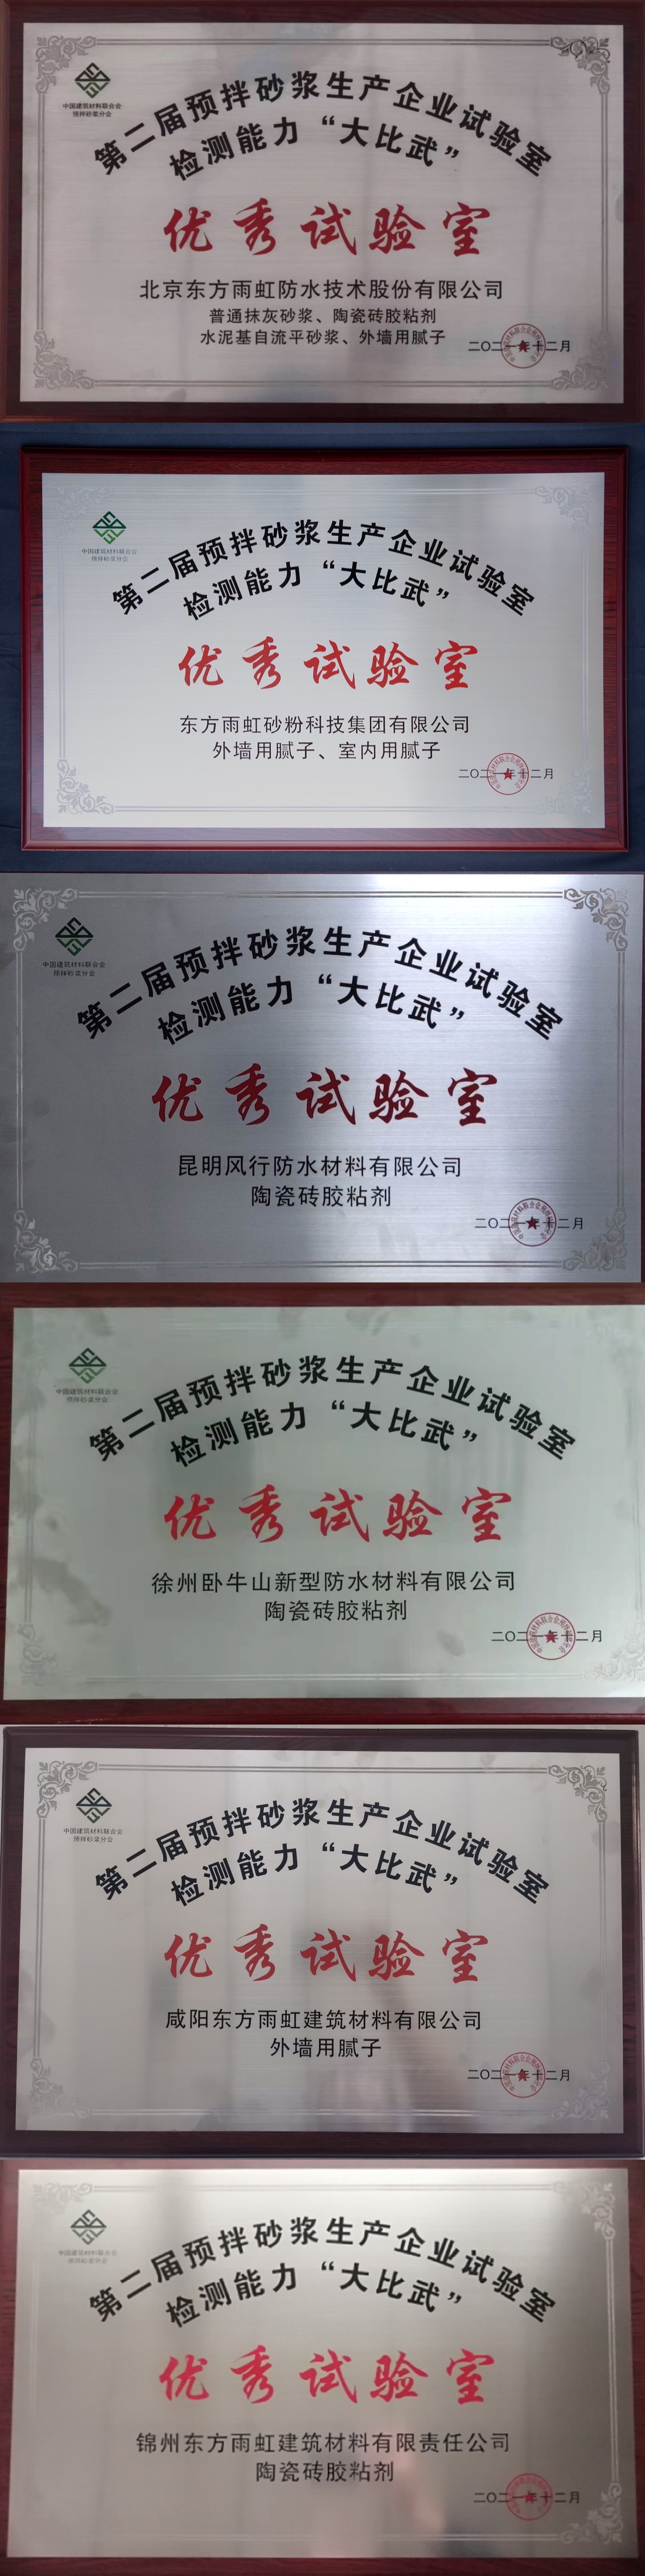 中国建筑材料联合会
预拌砂浆分会
第二届预拌砂浆生产企业试验室
检测能力“大比武”
优秀试验室
北京东方雨虹防水技术股份有限公司
普通抹灰砂浆、陶瓷砖胶粘剂
水泥基自流平砂浆、外墙用腻子
二〇二一年十二月
中国建筑材料联合会
预拌砂浆分会
第二届预拌砂浆生产企业试验室
检测能力“大比武”
优秀试验室
东方雨虹砂粉科技集团有限公司
外墙用腻子、室内用腻子
二〇二一年十二月
中国建筑材料联合会
预拌砂浆分会
第二届预拌砂浆生产企业试验室
检测能力“大比武”
优秀试验室
昆明风行防水材料有限公司
陶瓷砖胶粘剂
二〇二一年十二月
中国建筑材料联合会
预拌砂浆分会
第二届预拌砂浆生产企业试验室
检测能力“大比武”
优秀试验室
徐州卧牛山新型防水材料有限公司
陶瓷砖胶粘剂
二〇二一年十二月
中国建筑材料联合会
预拌砂浆分会
第二届预拌砂浆生产企业试验室
检测能力“大比武”
优秀试验室
咸阳东方雨虹建筑材料有限公司
外墙用腻子
二〇二一年十二月
中国建筑材料联合会
预拌砂浆分会
第二届预拌砂浆生产企业试验室
检测能力“大比武”
优秀试验室
锦州东方雨虹建筑材料有限责任公司
陶瓷砖胶粘剂
二〇二一年十二月